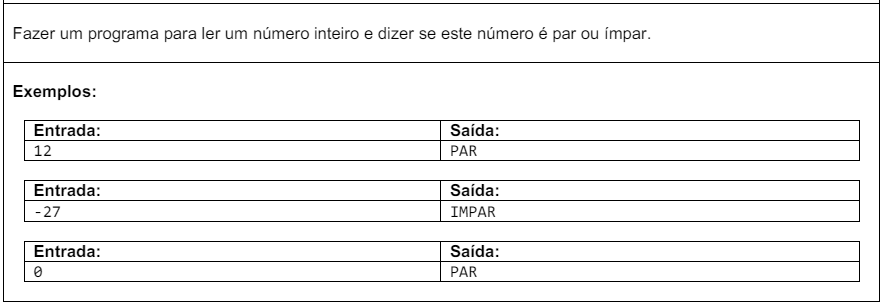 Fazer um programa para ler um número inteiro e dizer se este número é par ou ímpar.
Exemplos:
Entrada: Saída:
12 PAR
Entrada: Saída:
-27 IMPAR
Entrada: Saída:
0 PAR